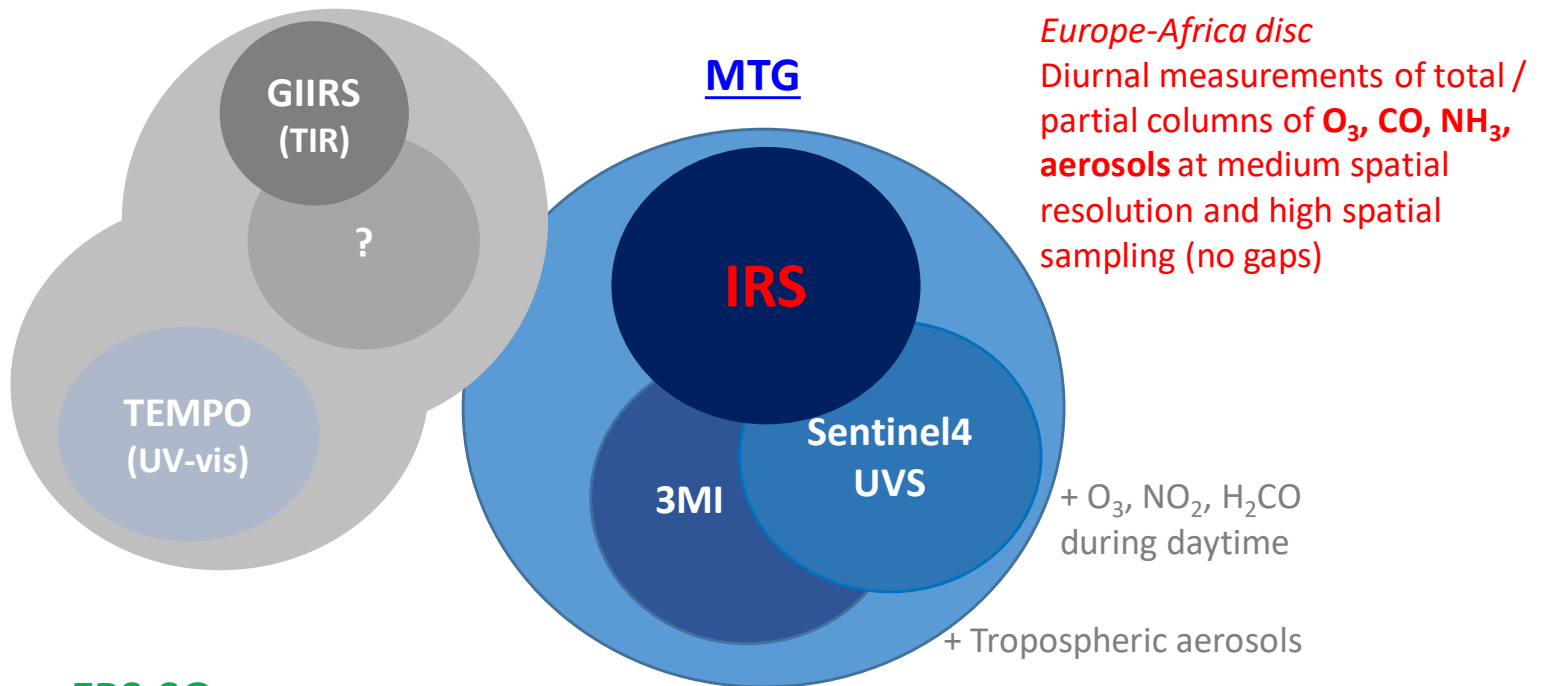 GIIRS
(TIR)
?
TEMPO
(UV-vis)
MTG
IRS
3MI
Sentinel4
UVS
Europe-Africa disc
Diurnal measurements of total /
partial columns of O₃, CO, NH₃,
aerosols at medium spatial
resolution and high spatial
sampling (no gaps)
+ O₃, NO₂, H₂CO
during daytime
+ Tropospheric aerosols